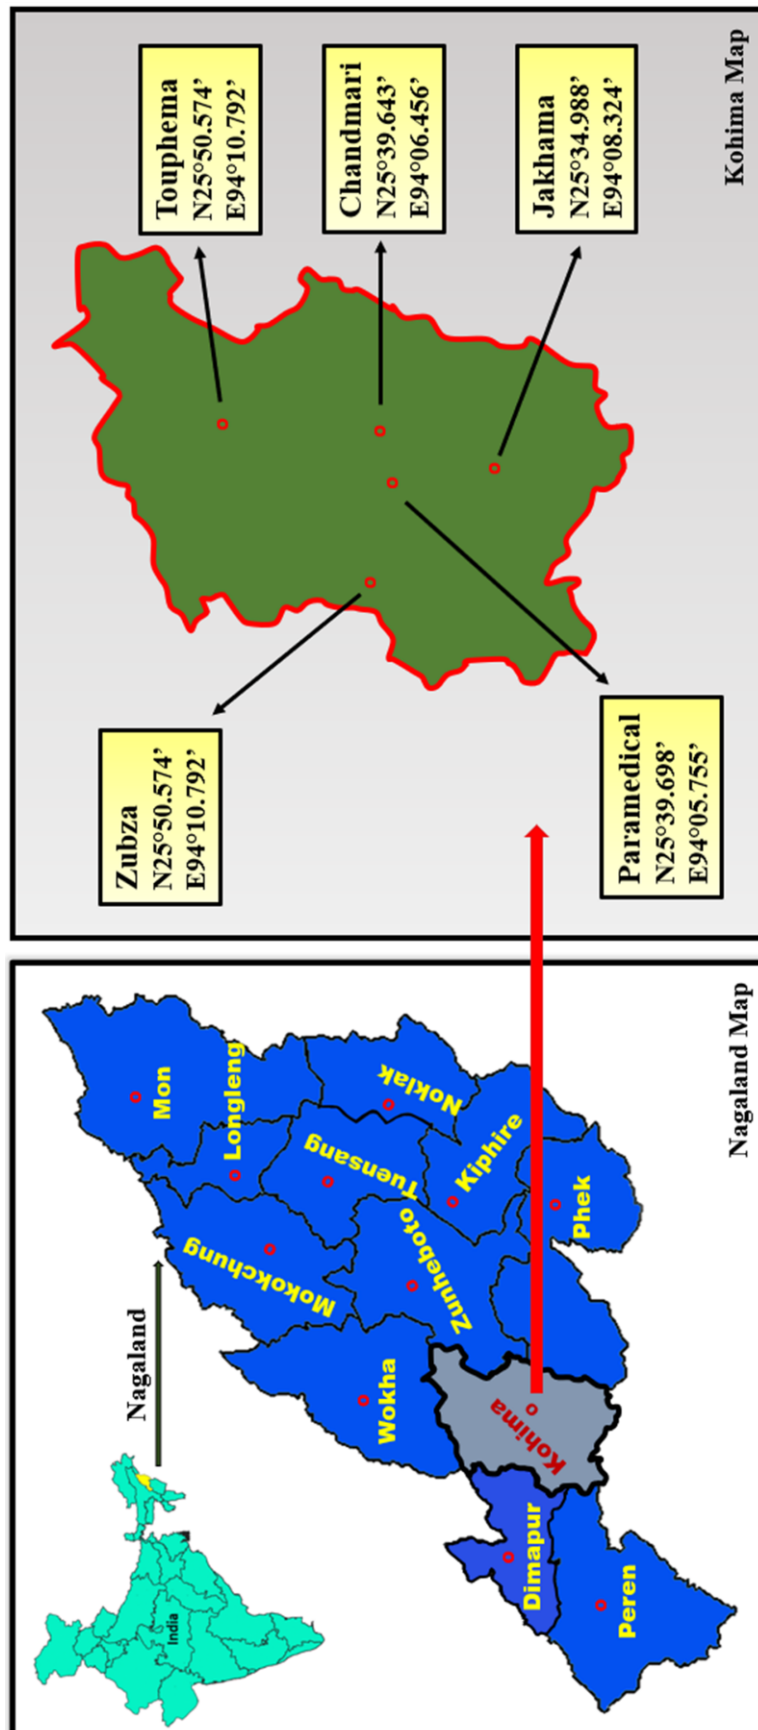 India
Nagaland
Mon
Longleng
Mokokchung
Tuensang
Noklak
Wokha
Zunheboto
Kiphire
Kohima
Phek
Dimapur
Peren
Nagaland Map
Zubza
N25°50.574’
E94°10.792’
Touphema
N25°50.574’
E94°10.792’
Chandmari
N25°39.643’
E94°06.456’
Jakhama
N25°34.988’
E94°08.324’
Paramedical
N25°39.698’
E94°05.755’
Kohima Map